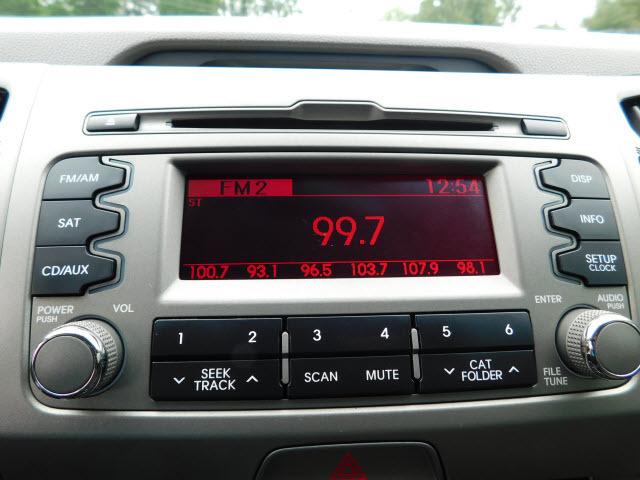 FM/AM
SAT
CD/AUX
FM2 12:54
ST
99.7
100.7 93.1 96.5 103.7 107.9 98.1
DISP
INFO
SETUP
CLOCK
POWER
PUSH
VOL
ENTER
AUDIO
PUSH
1 2 3 4 5 6
SEEK
TRACK
SCAN
MUTE
CAT
FOLDER
FILE
TUNE